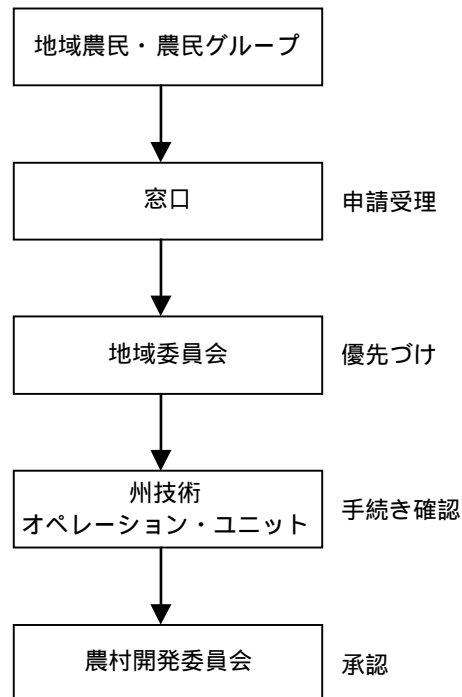 地域農民・農民グループ
窓口
申請受理
地域委員会
優先づけ
州技術
オペレーション・ユニット
手続き確認
農村開発委員会
承認